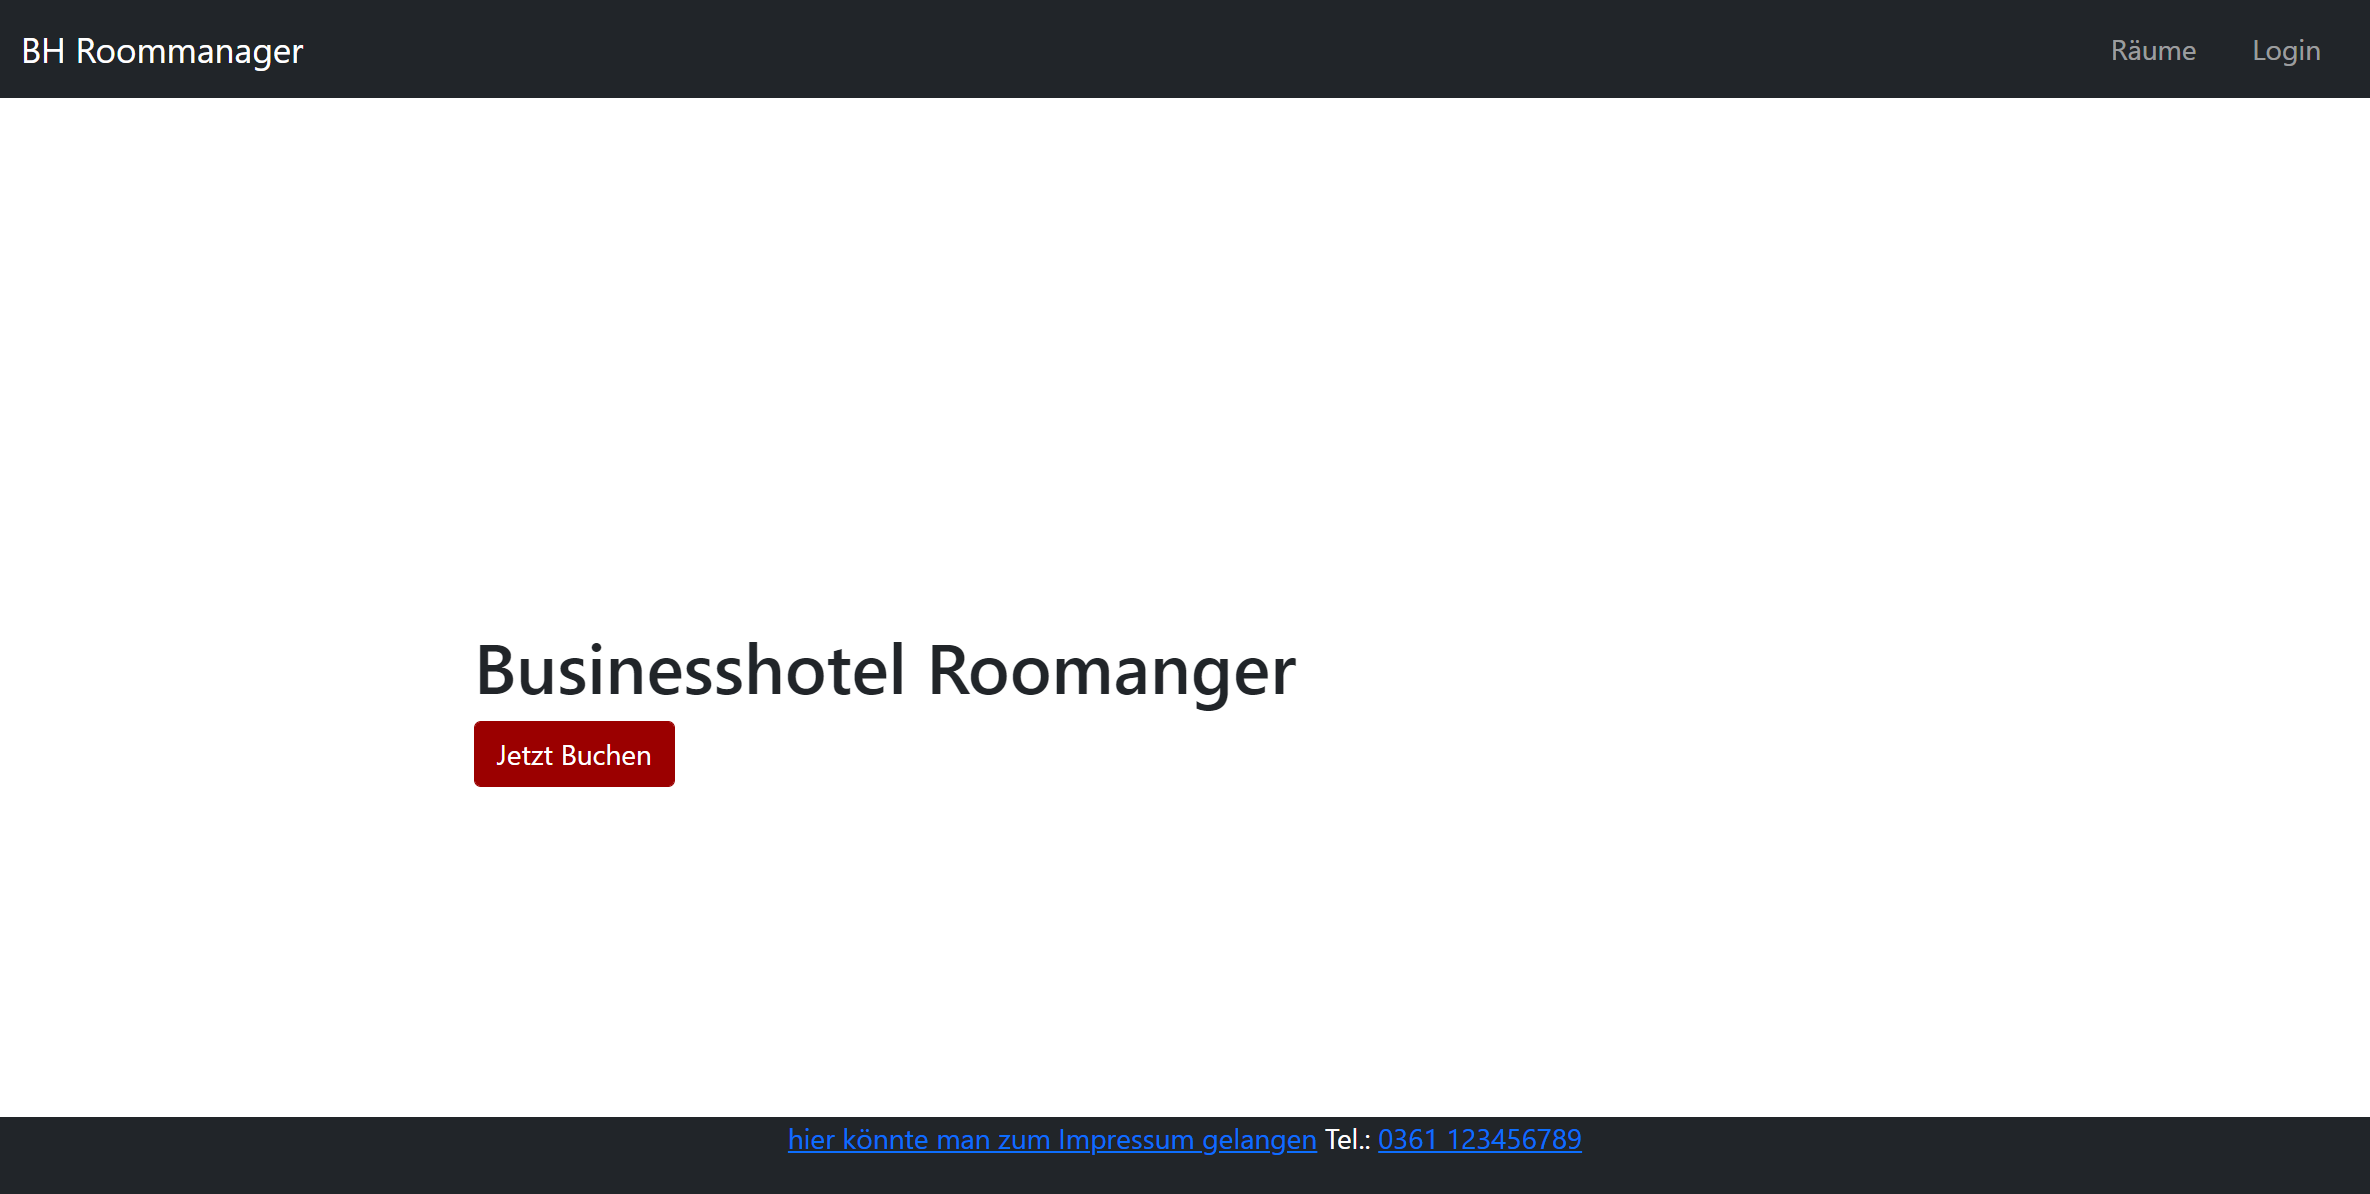 BH Roommanager
Räume Login
Businesshotel Roomanger
Jetzt Buchen
hier könnte man zum Impressum gelangen Tel.: 0361 123456789